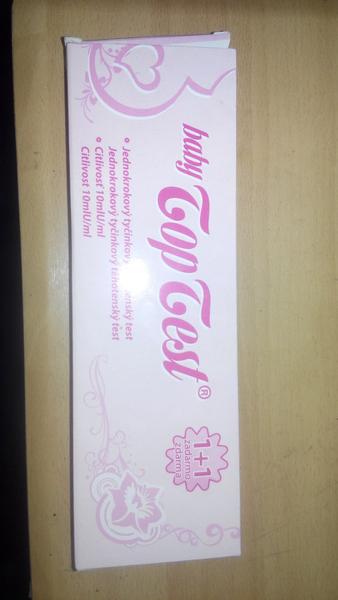 baby
Top Test®
1+1
zadarmo
zdarma
• Jednokrokový tyčinkový tehotenský test
Jednokrokový tyčinkový těhotenský test
• Citlivosť 10mIU/ml
Citlivost 10mIU/ml